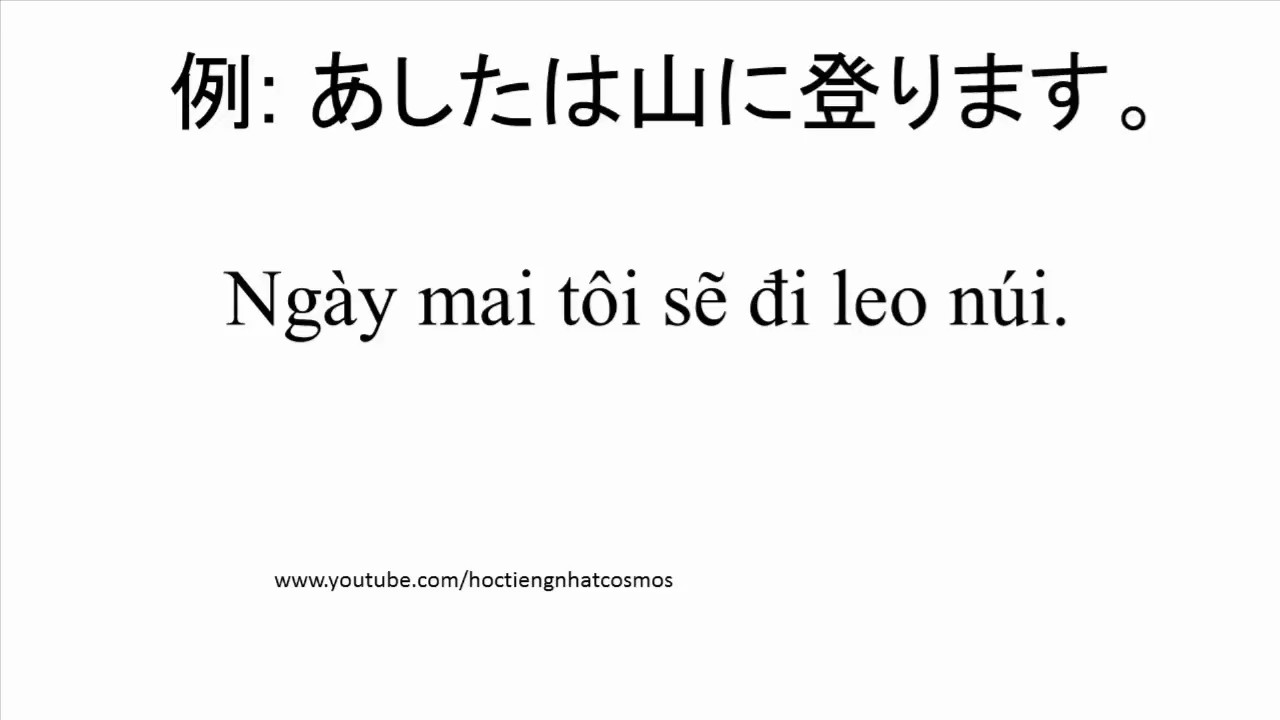 例: あしたは山に登ります。
Ngày mai tôi sẽ đi leo núi.
www.youtube.com/hoctiengnhatcosmos